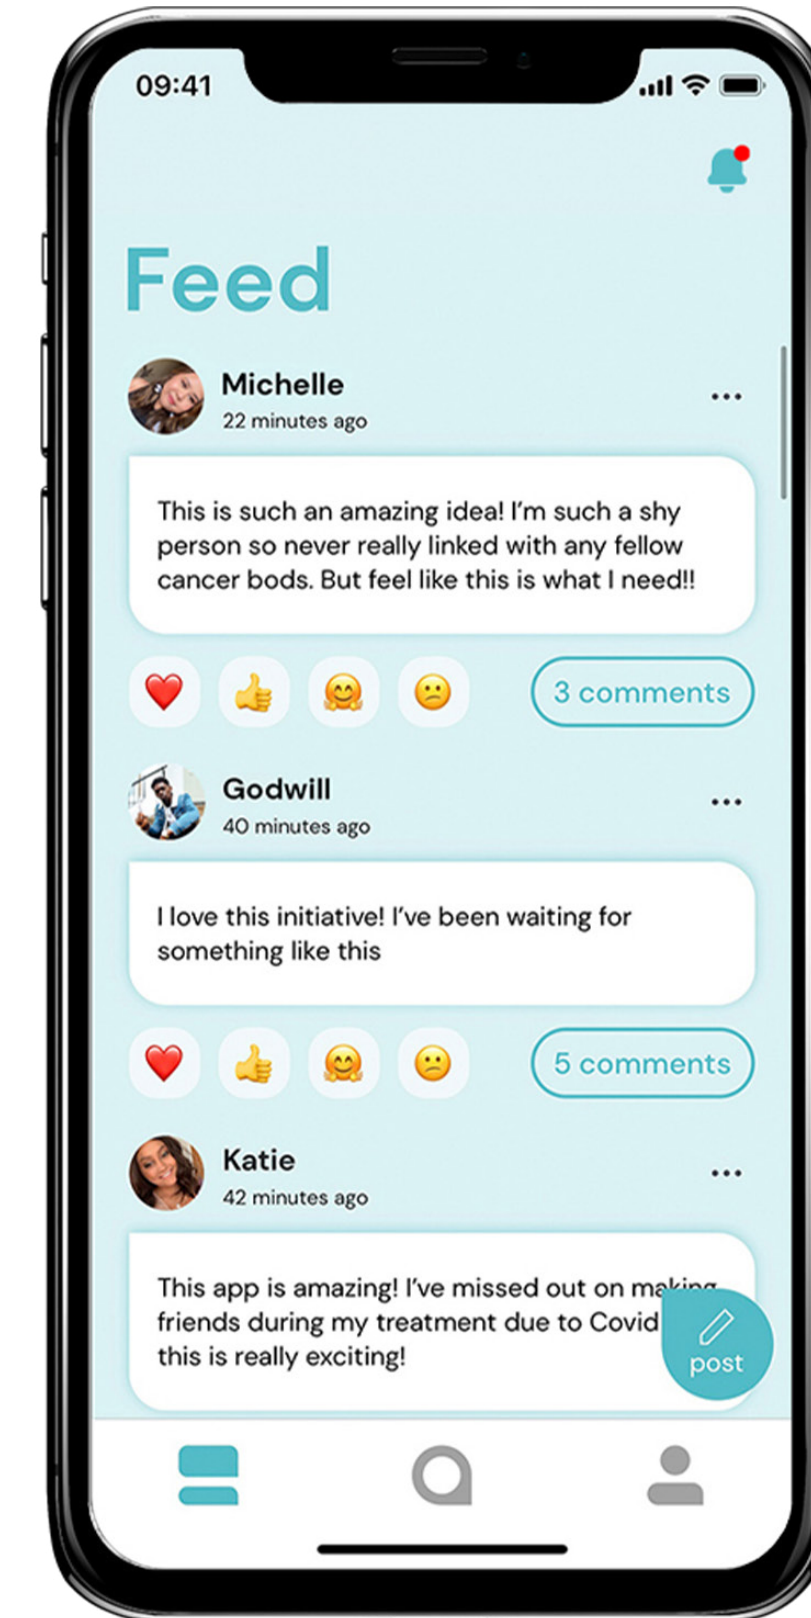 09:41
Feed
Michelle
22 minutes ago
This is such an amazing idea! I'm such a shy
person so never really linked with any fellow
cancer bods. But feel like this is what I need!!
3 comments
Godwill
40 minutes ago
I love this initiative! I've been waiting for
something like this
5 comments
Katie
42 minutes ago
This app is amazing! I've missed out on making
friends during my treatment due to Covid
this is really exciting!
post